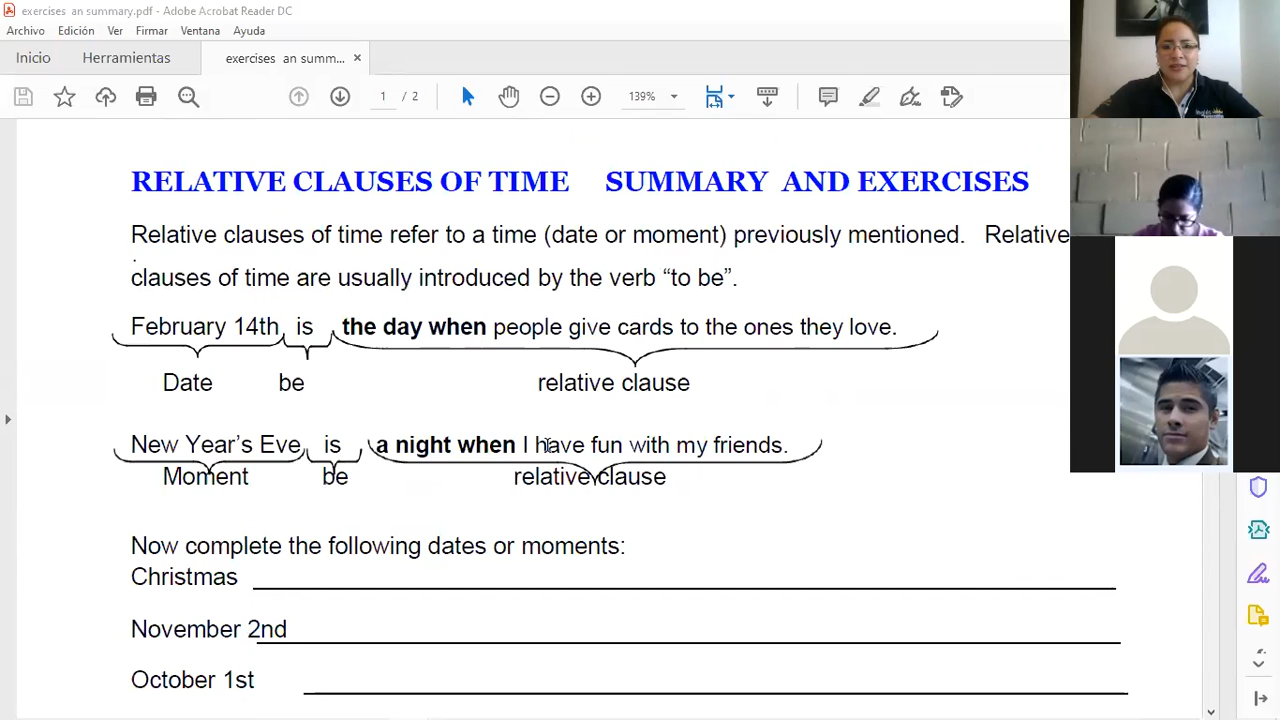 exercises an summary.pdf - Adobe Acrobat Reader DC
Archivo Edición Ver Firmar Ventana Ayuda
Inicio Herramientas exercises an summ... ×
1 / 2 139%
RELATIVE CLAUSES OF TIME SUMMARY AND EXERCISES
Relative clauses of time refer to a time (date or moment) previously mentioned. Relative
clauses of time are usually introduced by the verb “to be”.
February 14th is the day when people give cards to the ones they love.
Date be relative clause
New Year’s Eve is a night when I have fun with my friends.
Moment be relative clause
Now complete the following dates or moments:
Christmas
November 2nd
October 1st